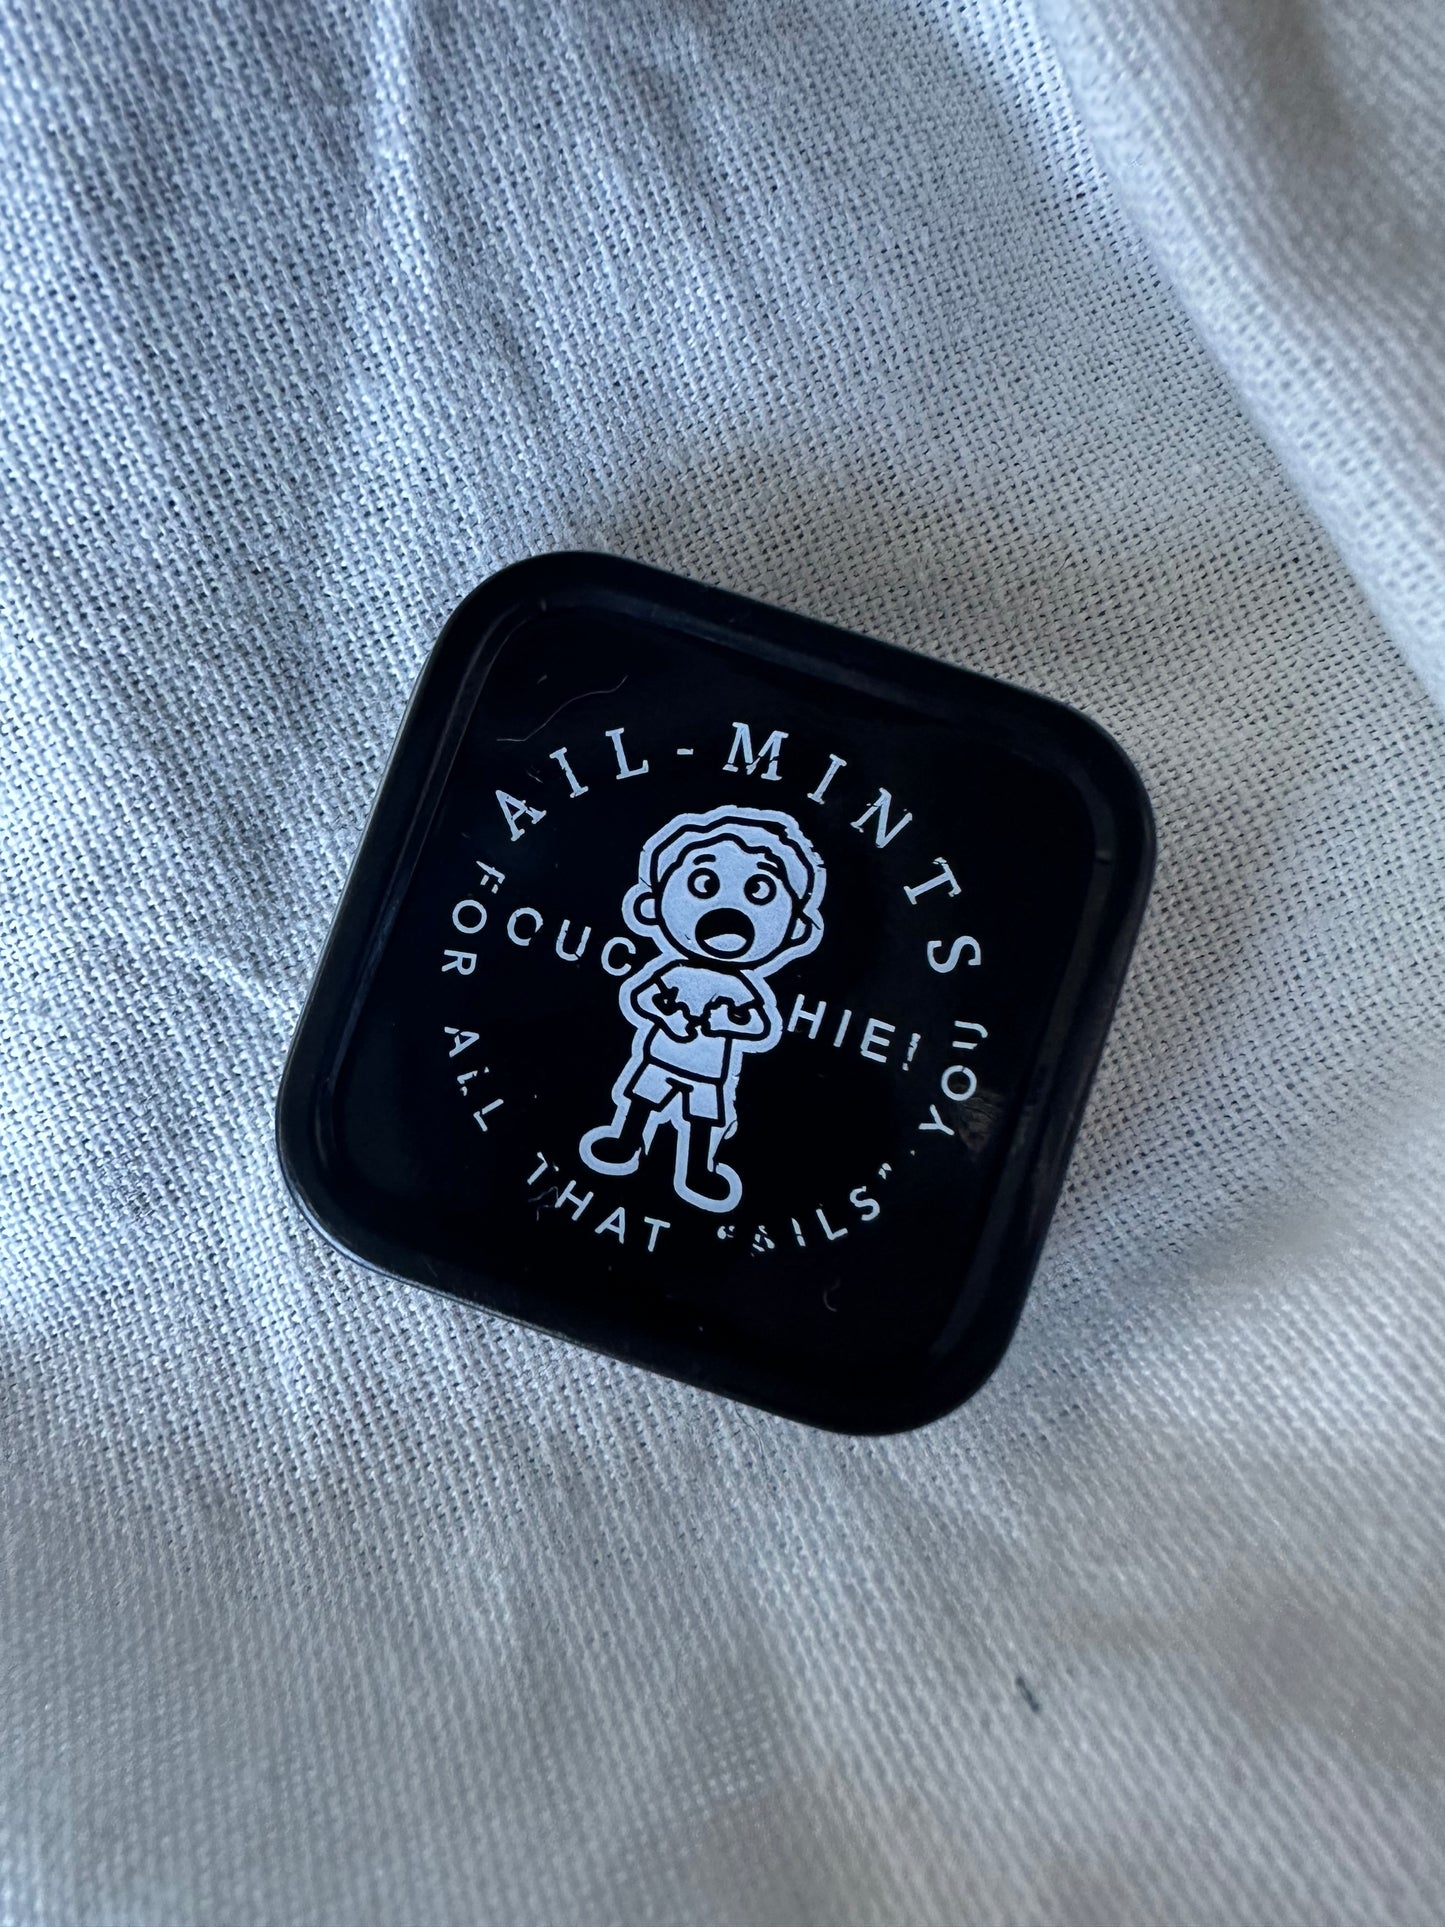 AIL-MINTS
OUCHIE!
FOR ALL THAT "AILS" YOU